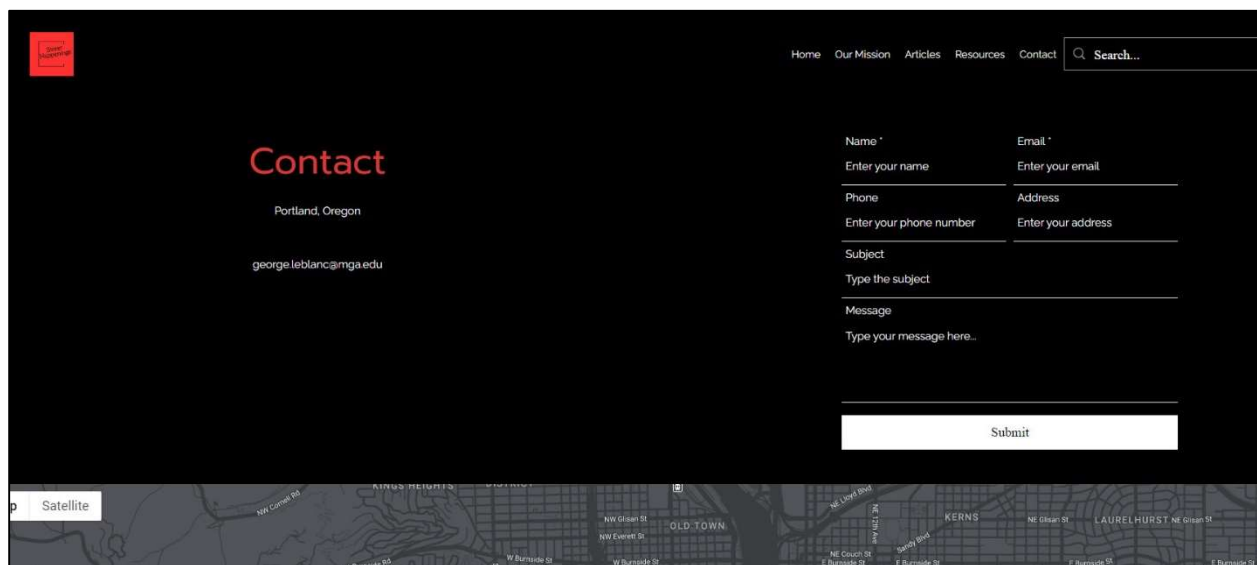 Street
Happenings
Home Our Mission Articles Resources Contact Search...
Contact
Portland, Oregon
george.leblanc@mga.edu
Name * Email *
Enter your name Enter your email
Phone Address
Enter your phone number Enter your address
Subject
Type the subject
Message
Type your message here...
Submit
p Satellite
KINGS HEIGHTS DISTRICT
NW Cornell Rd
NE Lloyd Blvd
NE 12th Ave
KERNS
NW Glisan St
OLD TOWN
NE Glisan St
LAURELHURST NE Glisan St
NW Everett St
Sandy Blvd
NE Couch St
W Burnside St
W Burnside St
E Burnside St
E Burnside St
E Burnside St
E Burnside St